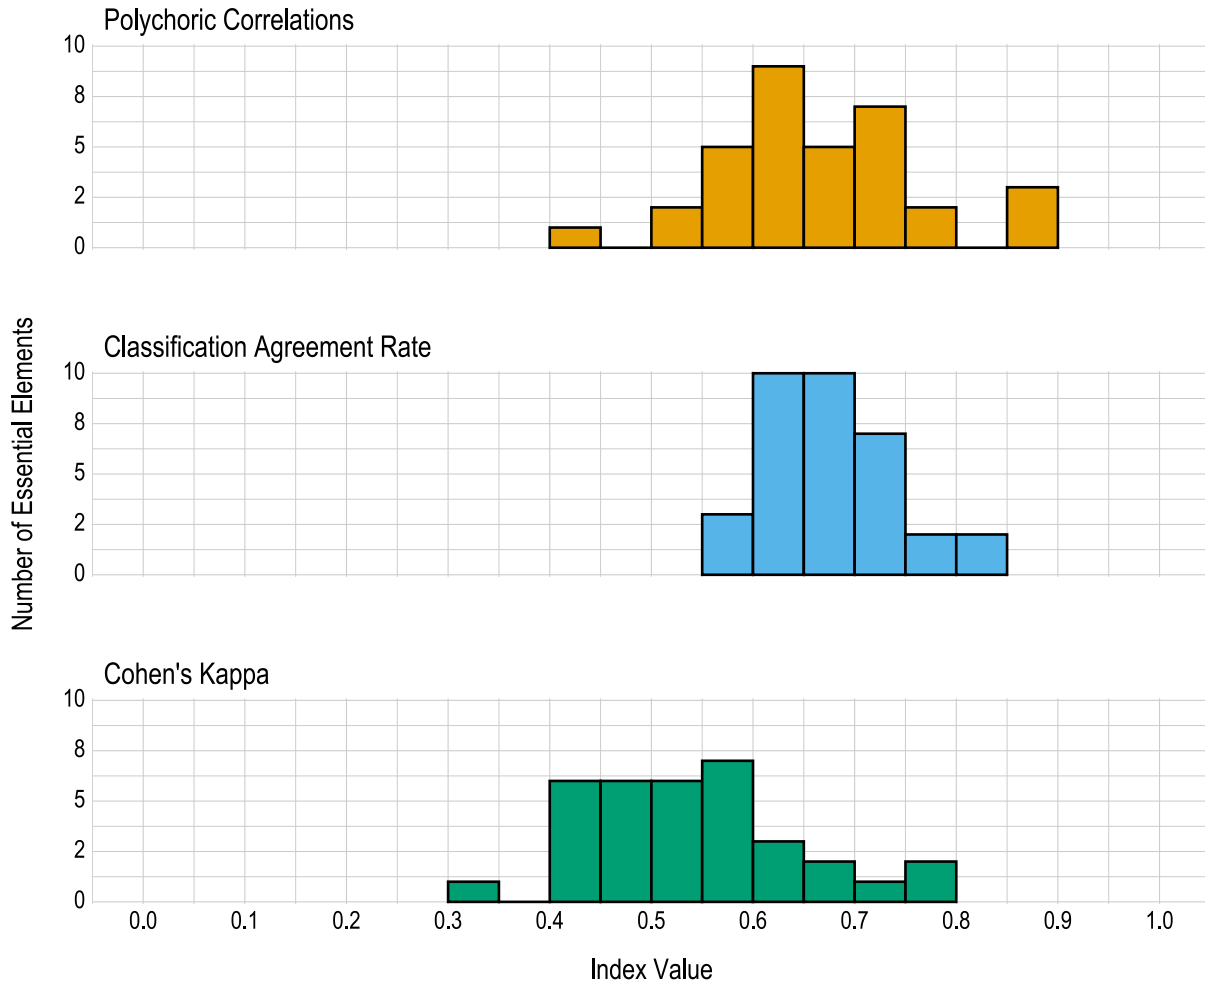 Polychoric Correlations
10
8
5
2
0
Number of Essential Elements
Classification Agreement Rate
10
8
5
2
0
Cohen's Kappa
10
8
5
2
0
0.0 0.1 0.2 0.3 0.4 0.5 0.6 0.7 0.8 0.9 1.0
Index Value